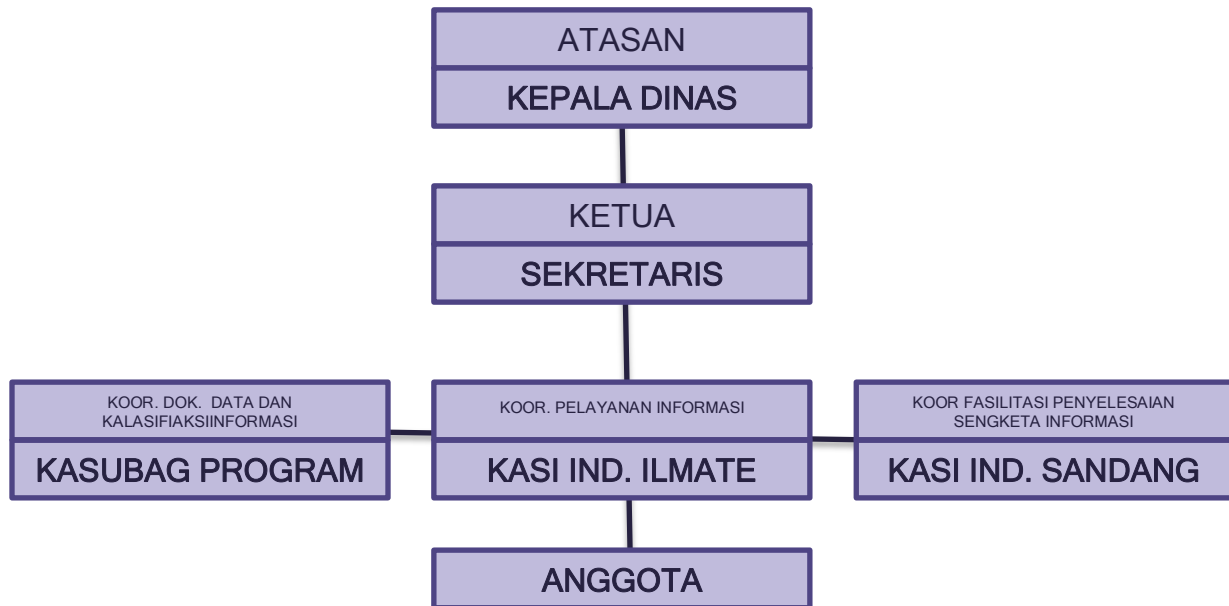 ATASAN
KEPALA DINAS
KETUA
SEKRETARIS
KOOR. DOK.  DATA DAN
KALASIFIAKSIINFORMASI
KASUBAG PROGRAM
KOOR. PELAYANAN INFORMASI
KASI IND. ILMATE
KOOR FASILITASI PENYELESAIAN
SENGKETA INFORMASI
KASI IND. SANDANG
ANGGOTA